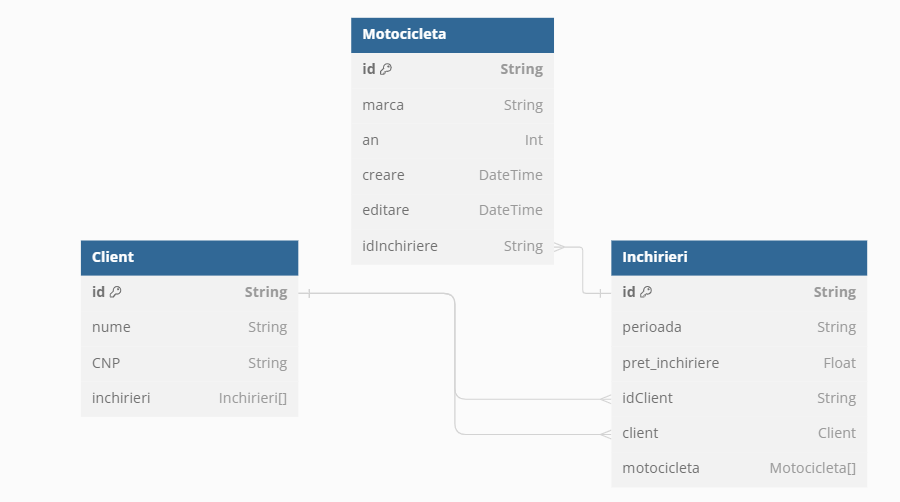 Motocicleta
id String
marca String
an Int
creare DateTime
editare DateTime
idInchiriere String
Client
id String
nume String
CNP String
inchirieri Inchirieri[]
Inchirieri
id String
perioada String
pret_inchiriere Float
idClient String
client Client
motocicleta Motocicleta[]